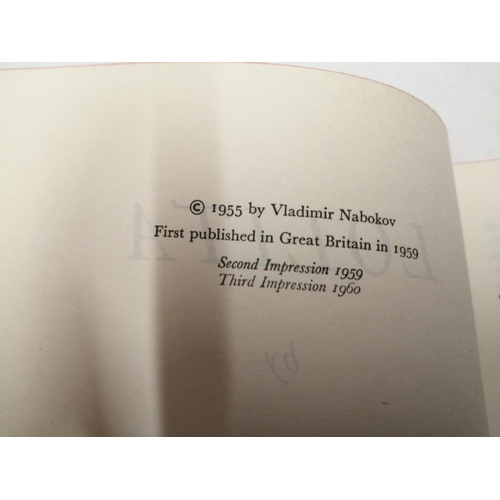 © 1955 by Vladimir Nabokov
First published in Great Britain in 1959
Second Impression 1959
Third Impression 1960